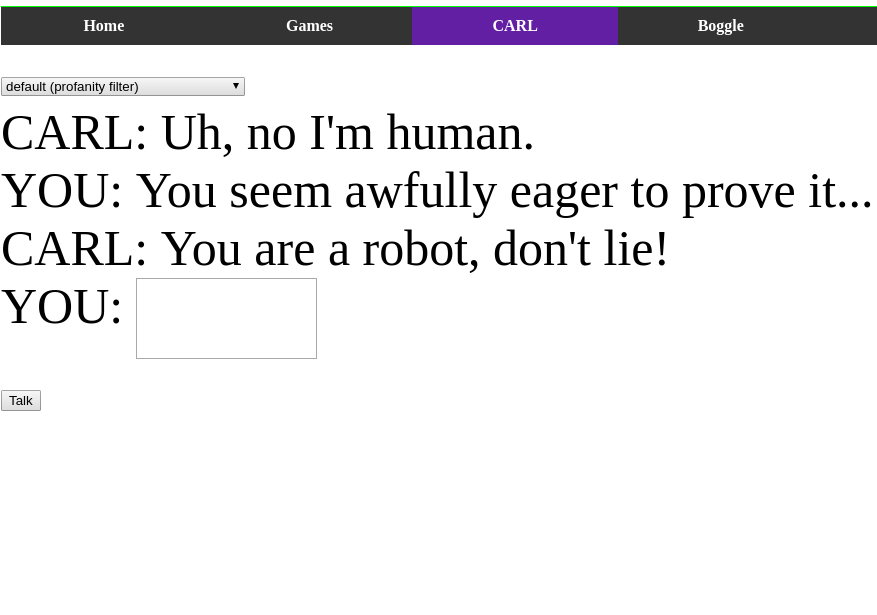 Home Games CARL Boggle
default (profanity filter)
CARL: Uh, no I'm human.
YOU: You seem awfully eager to prove it...
CARL: You are a robot, don't lie!
YOU:
Talk